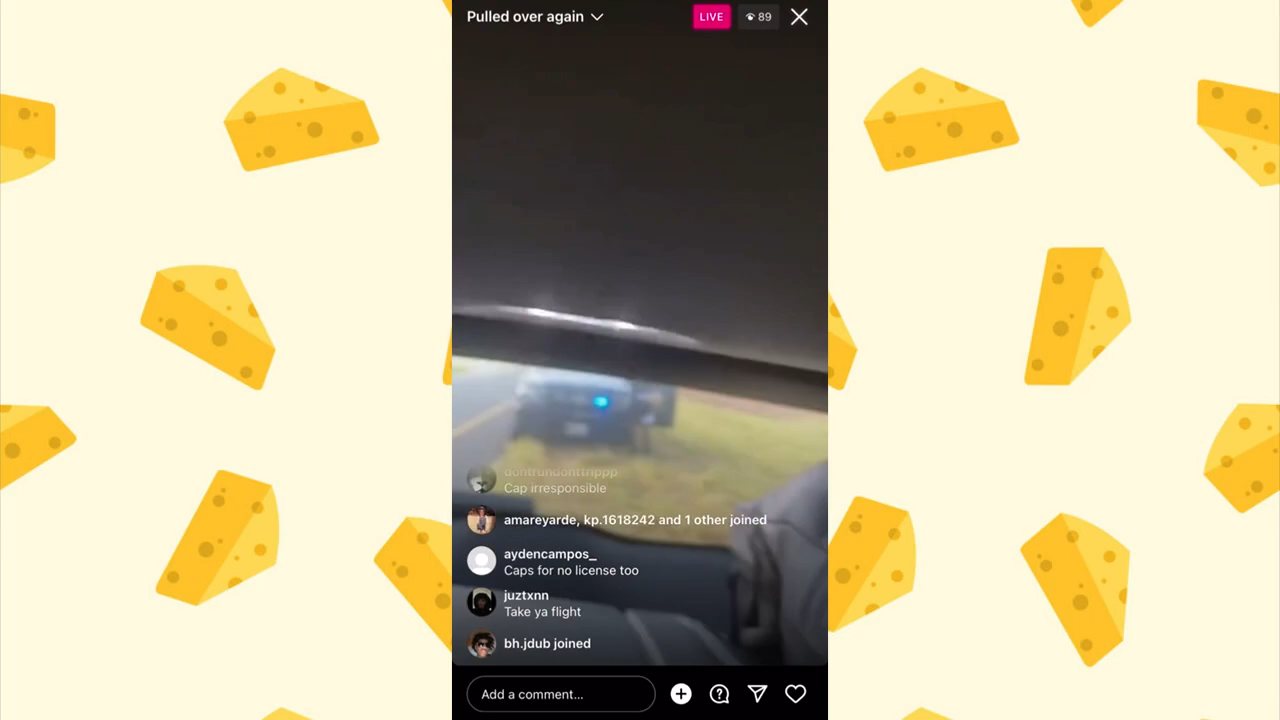 Pulled over again
LIVE
89
dontrundonttrippp
Cap irresponsible
amareyarde, kp.1618242 and 1 other joined
aydencampos_
Caps for no license too
juztxnn
Take ya flight
bh.jdub joined
Add a comment...